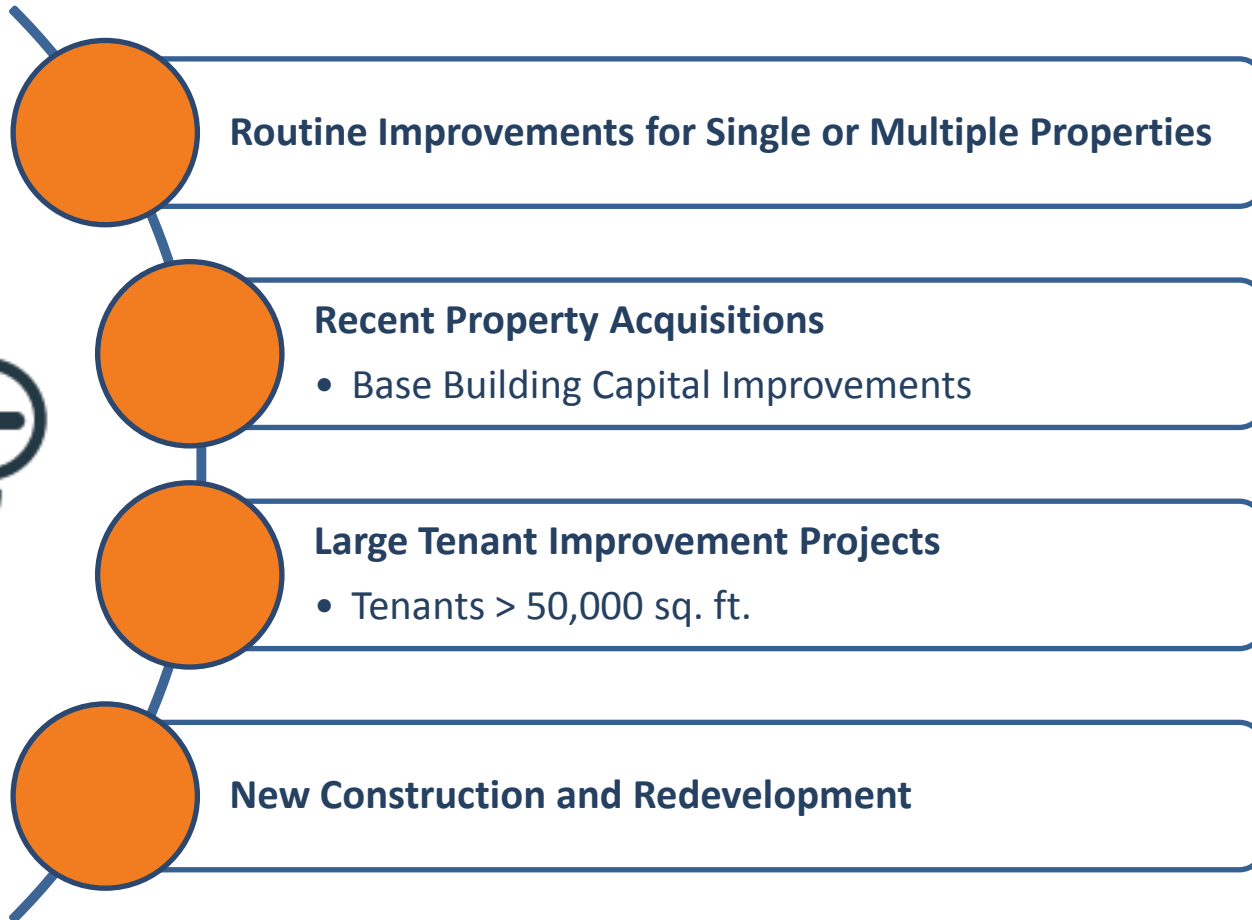 Routine Improvements for Single or Multiple Properties
Recent Property Acquisitions
• Base Building Capital Improvements
Large Tenant Improvement Projects
• Tenants > 50,000 sq. ft.
New Construction and Redevelopment